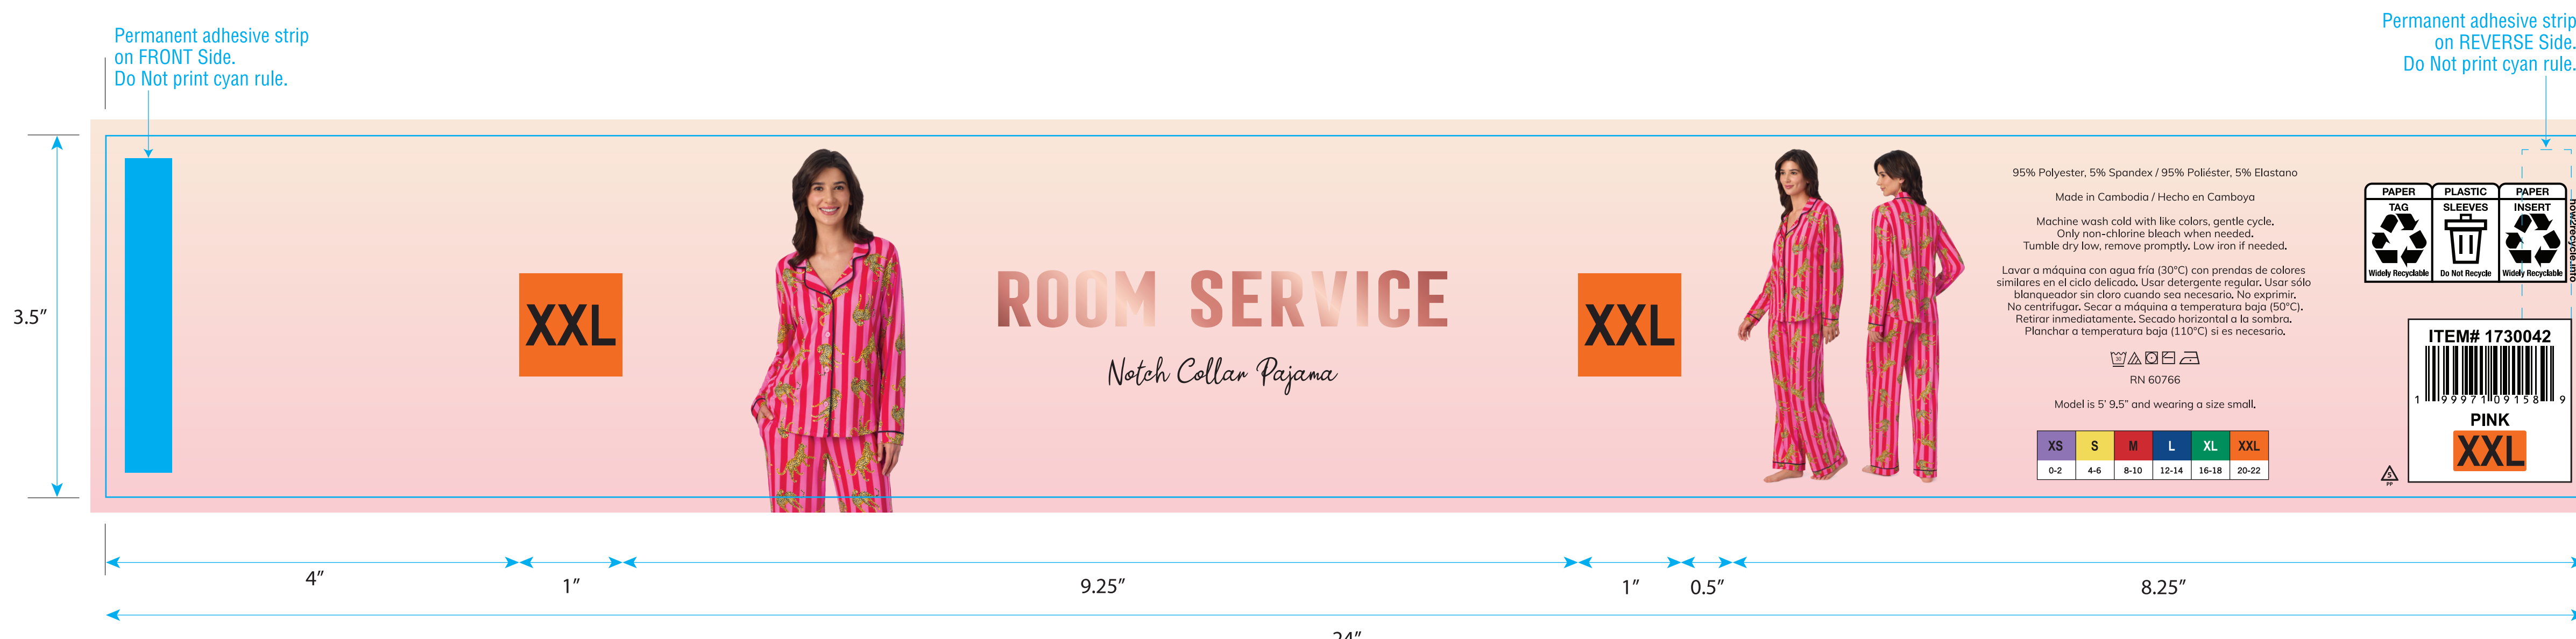 Permanent adhesive strip
on FRONT Side.
Do Not print cyan rule.
Permanent adhesive strip
on REVERSE Side.
Do Not print cyan rule.
3.5”
XXL
ROOM SERVICE
Notch Collar Pajama
XXL
95% Polyester, 5% Spandex / 95% Poliéster, 5% Elastano
Made in Cambodia / Hecho en Camboya
Machine wash cold with like colors, gentle cycle.
Only non-chlorine bleach when needed.
Tumble dry low, remove promptly. Low iron if needed.
Lavar a máquina con agua fría (30°C) con prendas de colores
similares en el ciclo delicado. Usar detergente regular. Usar sólo
blanqueador sin cloro cuando sea necesario. No exprimir.
No centrifugar. Secar a máquina a temperatura baja (50°C).
Retirar inmediatamente. Secado horizontal a la sombra.
Planchar a temperatura baja (110°C) si es necesario.
30
RN 60766
Model is 5’ 9.5” and wearing a size small.
XS S M L XL XXL
0-2 4-6 8-10 12-14 16-18 20-22
PAPER PLASTIC PAPER
TAG SLEEVES INSERT
Widely Recyclable Do Not Recycle Widely Recyclable
how2recycle.info
ITEM# 1730042
1 99971 09158 9
PINK
XXL
5
PP
4” 1” 9.25” 1” 0.5” 8.25”
24”